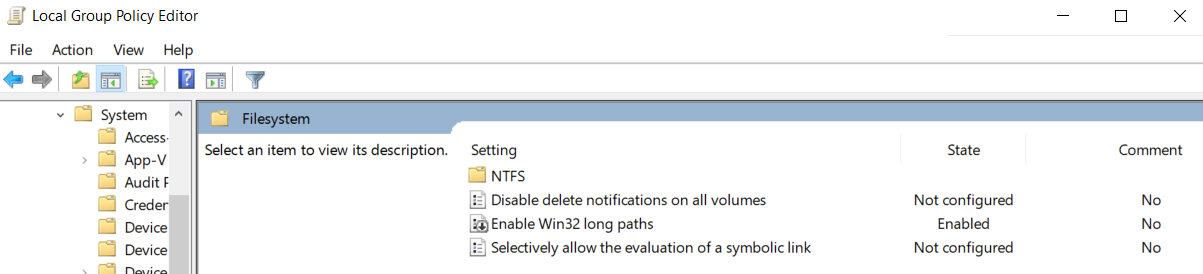 Local Group Policy Editor
File Action View Help
System
Access-
App-V
Audit P
Creden
Device
Device
Device
Filesystem
Select an item to view its description.
Setting State Comment
NTFS
Disable delete notifications on all volumes Not configured No
Enable Win32 long paths Enabled No
Selectively allow the evaluation of a symbolic link Not configured No